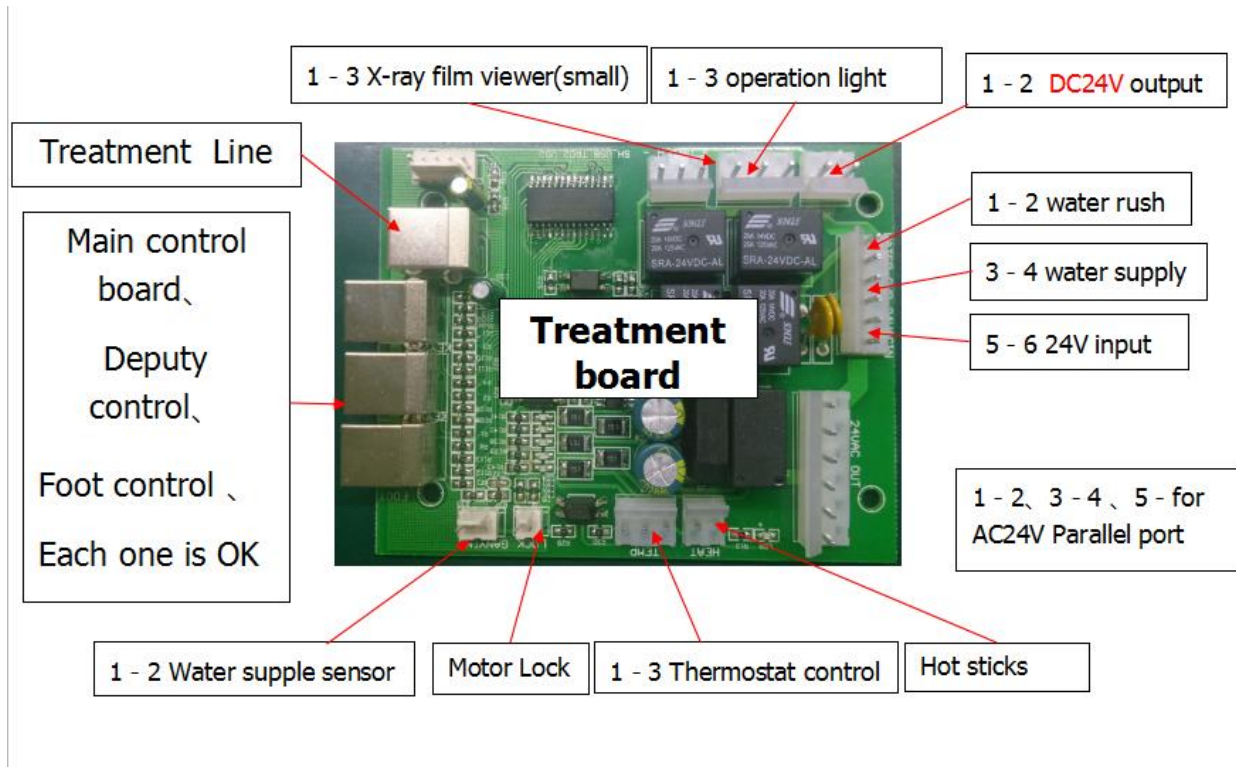 1 - 3 X-ray film viewer(small)
1 - 3 operation light
1 - 2 DC24V output
Treatment Line
Main control
board、
Deputy
control、
Foot control 、
Each one is OK
1 - 2 water rush
3 - 4 water supply
5 - 6 24V input
Treatment
board
SRA-24VDC-AL
SRA-24VDC-AL
24VAC OUT
1 - 2、3 - 4 、5 - for
AC24V Parallel port
TEMP
HEAT
LOCK
1 - 2 Water supple sensor
Motor Lock
1 - 3 Thermostat control
Hot sticks